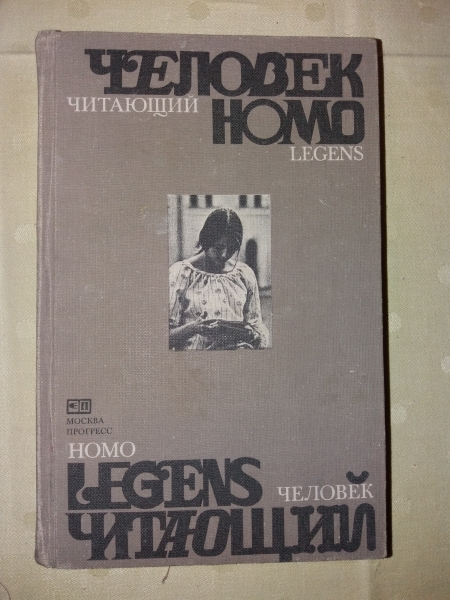 ЧЕЛОВЕК
ЧИТАЮЩИЙ
HOMO
LEGENS
МОСКВА
ПРОГРЕСС
HOMO
LEGENS
ЧЕЛОВЕК
ЧИТАЮЩИЙ